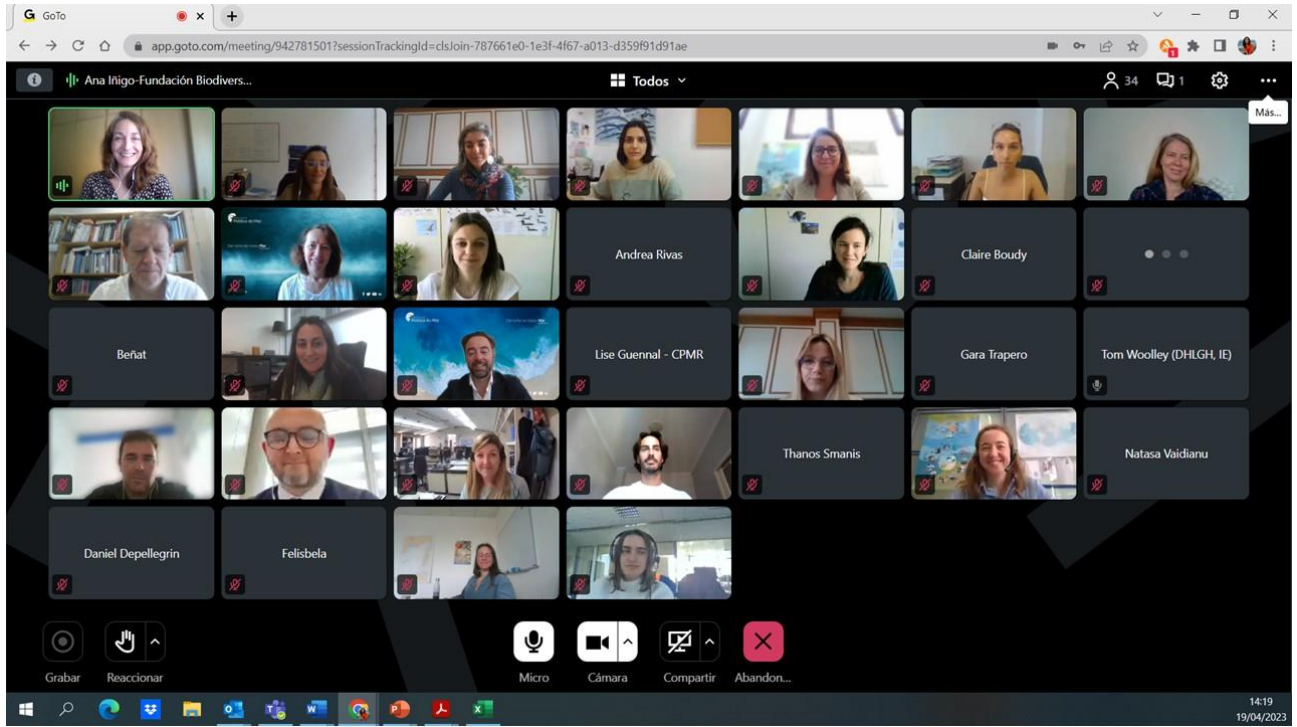 GoTo
app.goto.com/meeting/942781501?sessionTrackingId=clsJoin-787661e0-1e3f-4f67-a013-d359f91d91ae
Ana Iñigo-Fundación Biodivers...
Todos
34
1
Más...
Andrea Rivas
Claire Boudy
Beñat
Lise Guennal - CPMR
Gara Trapero
Tom Woolley (DHLGH, IE)
Thanos Smanis
Natasa Vaidianu
Daniel Depellegrin
Felisbela
Grabar
Reaccionar
Micro
Cámara
Compartir
Abandon...
14:19
19/04/2023